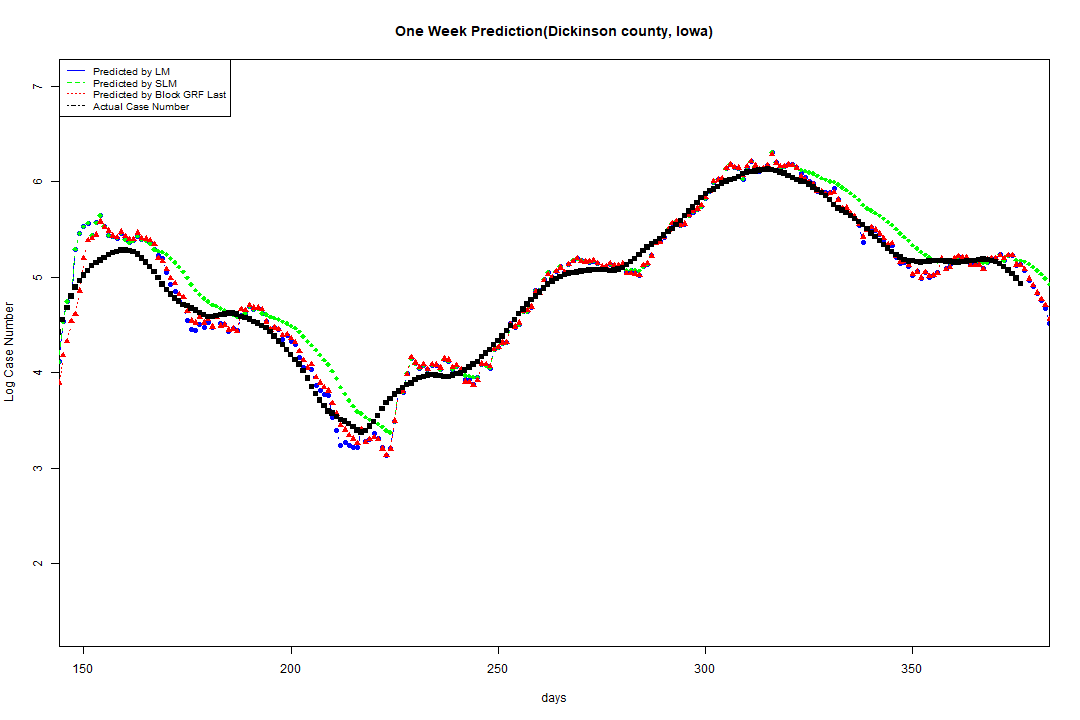 One Week Prediction(Dickinson county, Iowa)
Predicted by LM
Predicted by SLM
Predicted by Block GRF Last
Actual Case Number
7
6
5
4
3
2
Log Case Number
150 200 250 300 350
days